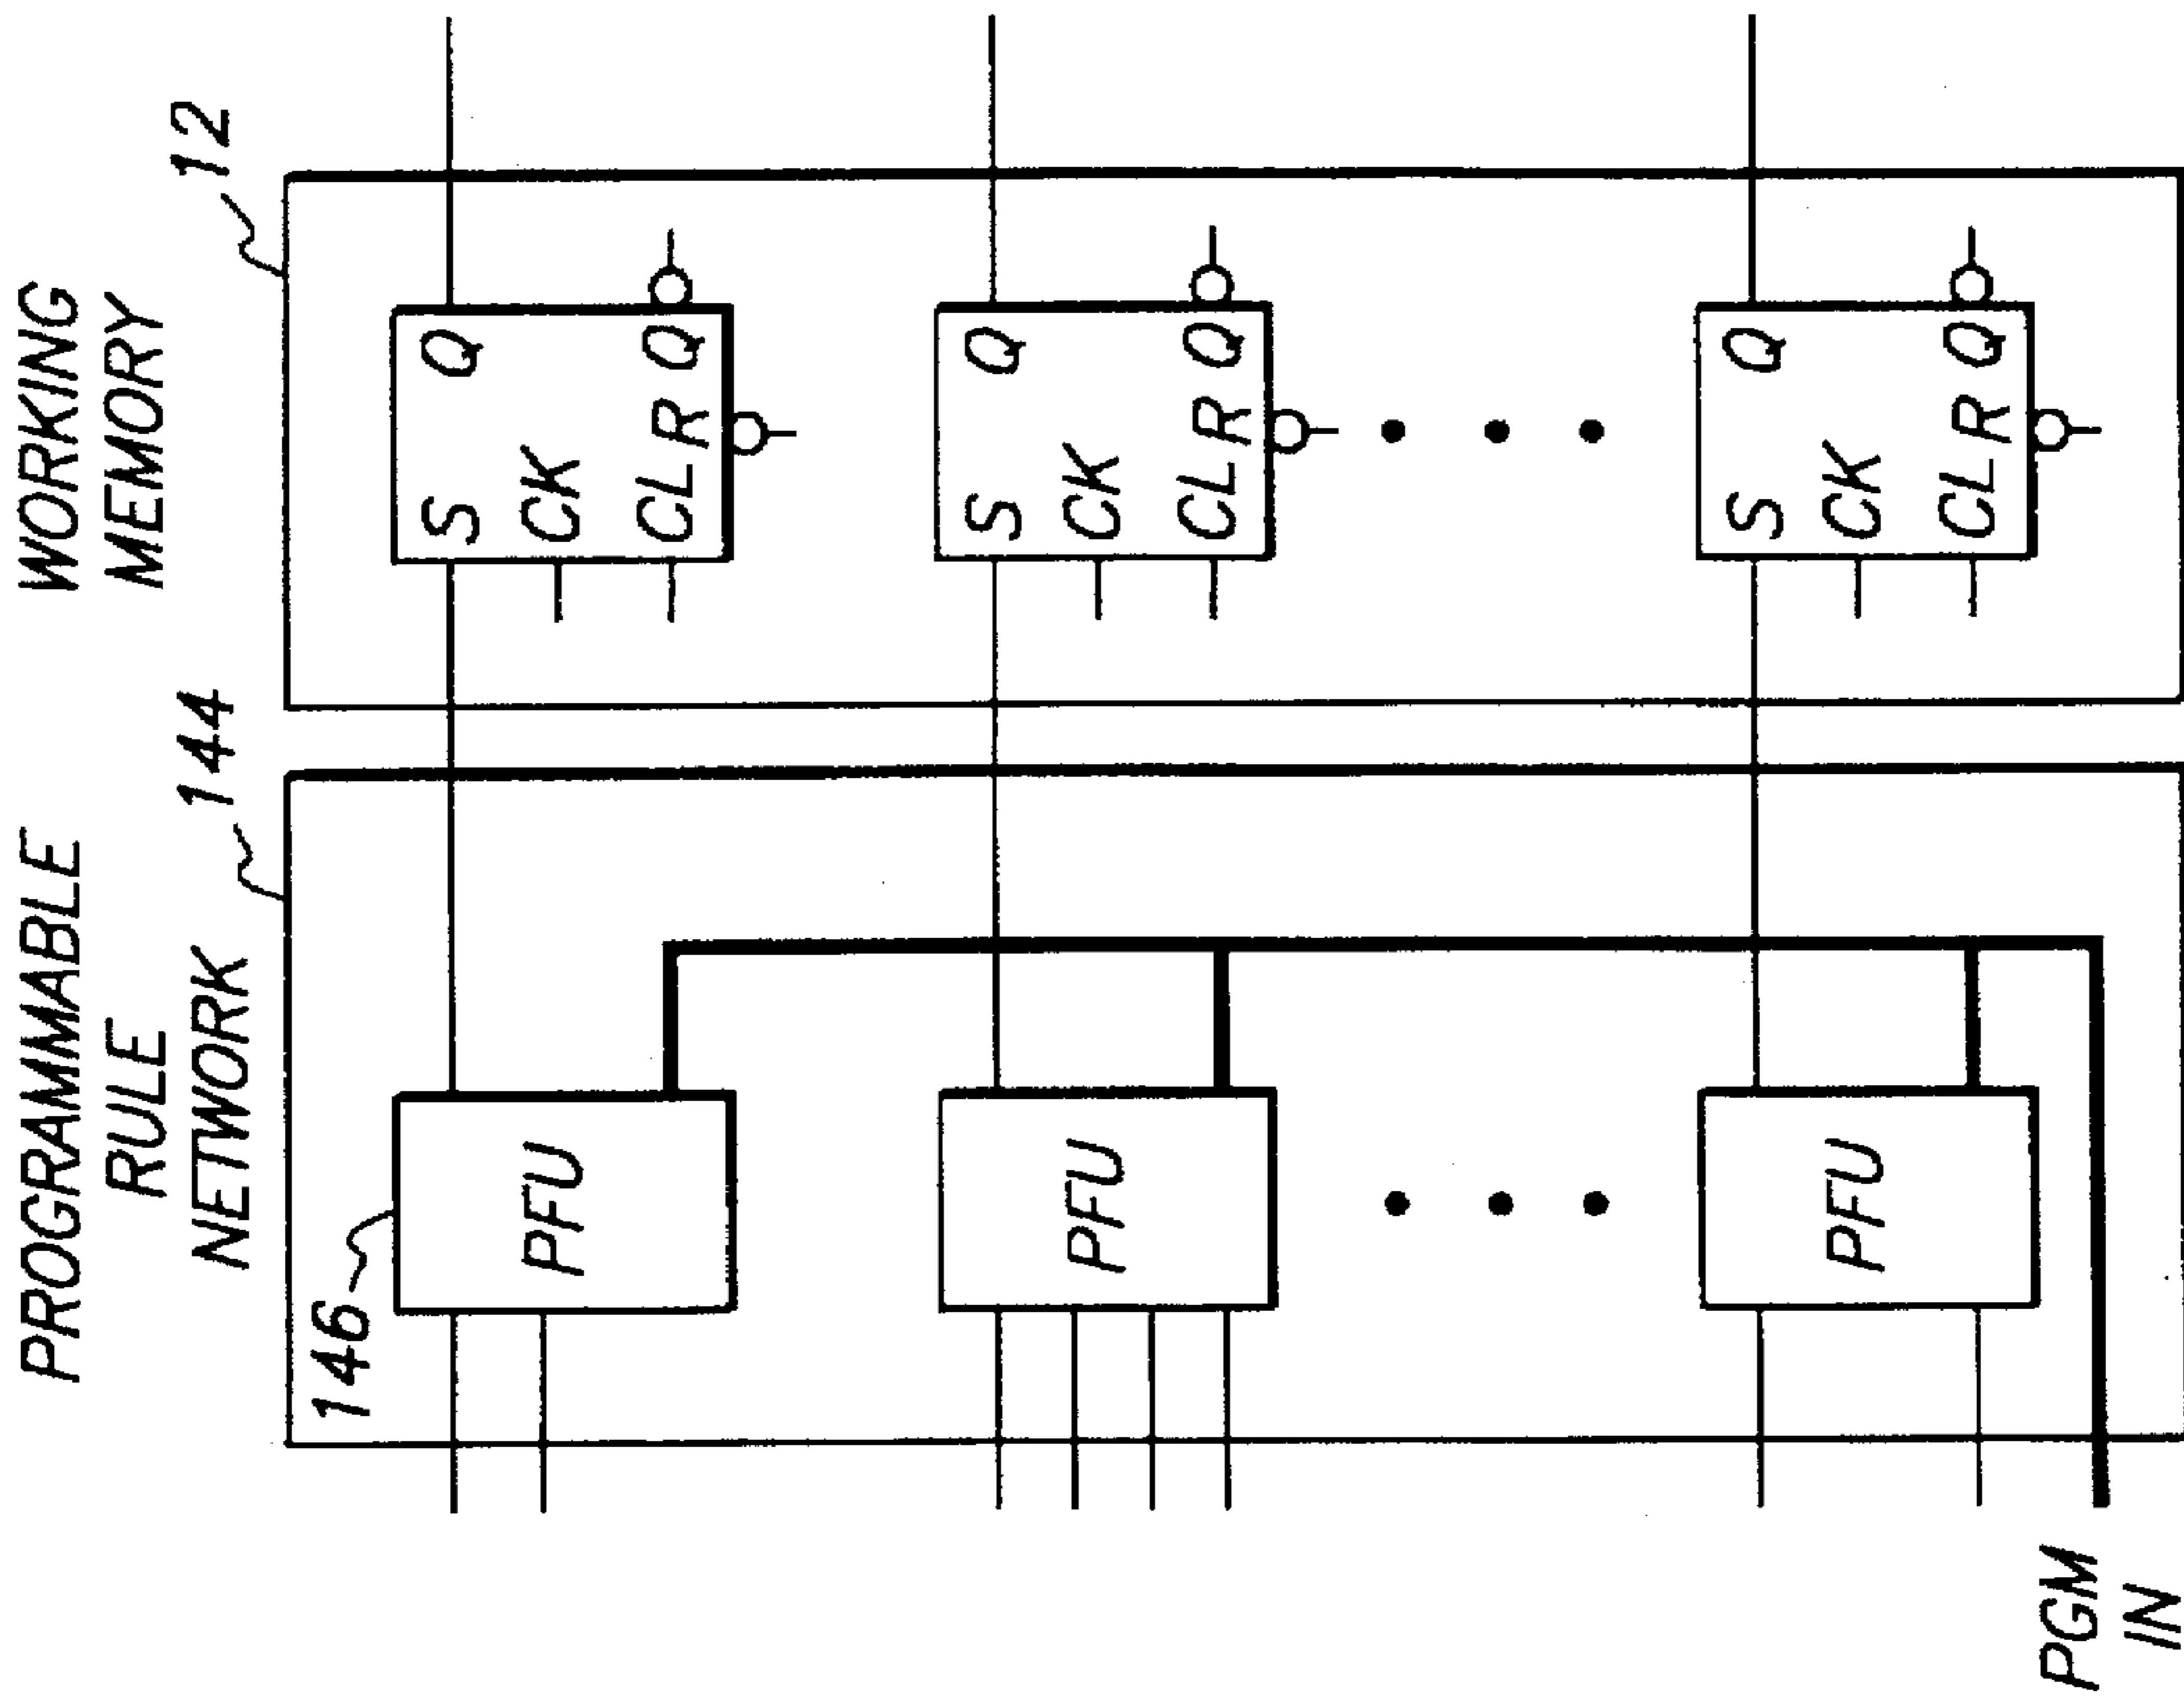 PROGRAMMABLE
RULE
NETWORK
144
WORKING
MEMORY
12
146
PFU
S Q
CK
CLR Q
PFU
S Q
CK
CLR Q
PFU
S Q
CK
CLR Q
PGM
IN